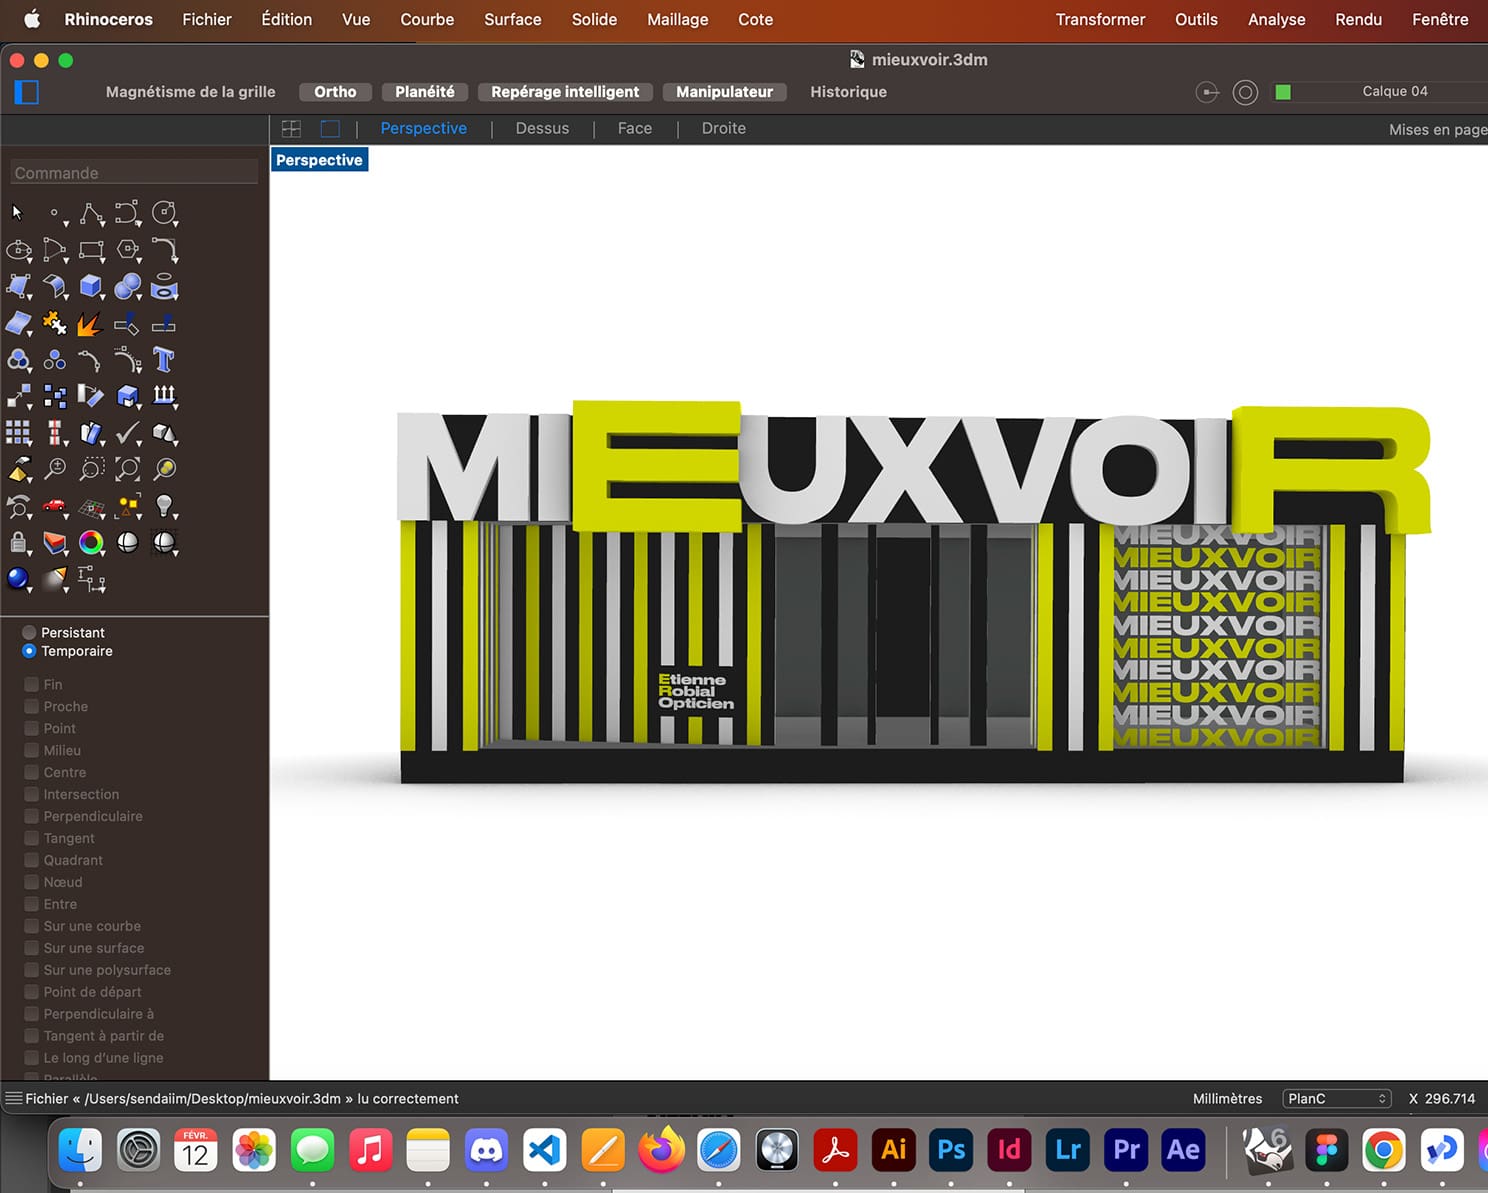 Rhinoceros Fichier Édition Vue Courbe Surface Solide Maillage Cote Transformer Outils Analyse Rendu Fenêtre
mieuxvoir.3dm
Magnétisme de la grille Ortho Planéité Repérage intelligent Manipulateur Historique Calque 04
Perspective Dessus Face Droite Mises en page
Perspective
Commande
Persistant
Temporaire
Fin
Proche
Point
Milieu
Centre
Intersection
Perpendiculaire
Tangent
Quadrant
Nœud
Entre
Sur une courbe
Sur une surface
Sur une polysurface
Point de départ
Perpendiculaire à
Tangent à partir de
Le long d’une ligne
Parallèle
MIEUXVOIR
Etienne
Robial
Opticien
MIEUXVOIR
MIEUXVOIR
MIEUXVOIR
MIEUXVOIR
MIEUXVOIR
MIEUXVOIR
MIEUXVOIR
MIEUXVOIR
MIEUXVOIR
MIEUXVOIR
Fichier « /Users/sendaiim/Desktop/mieuxvoir.3dm » lu correctement Millimètres PlanC X 296.714
FÉVR.
12
Ai Ps Id Lr Pr Ae
6